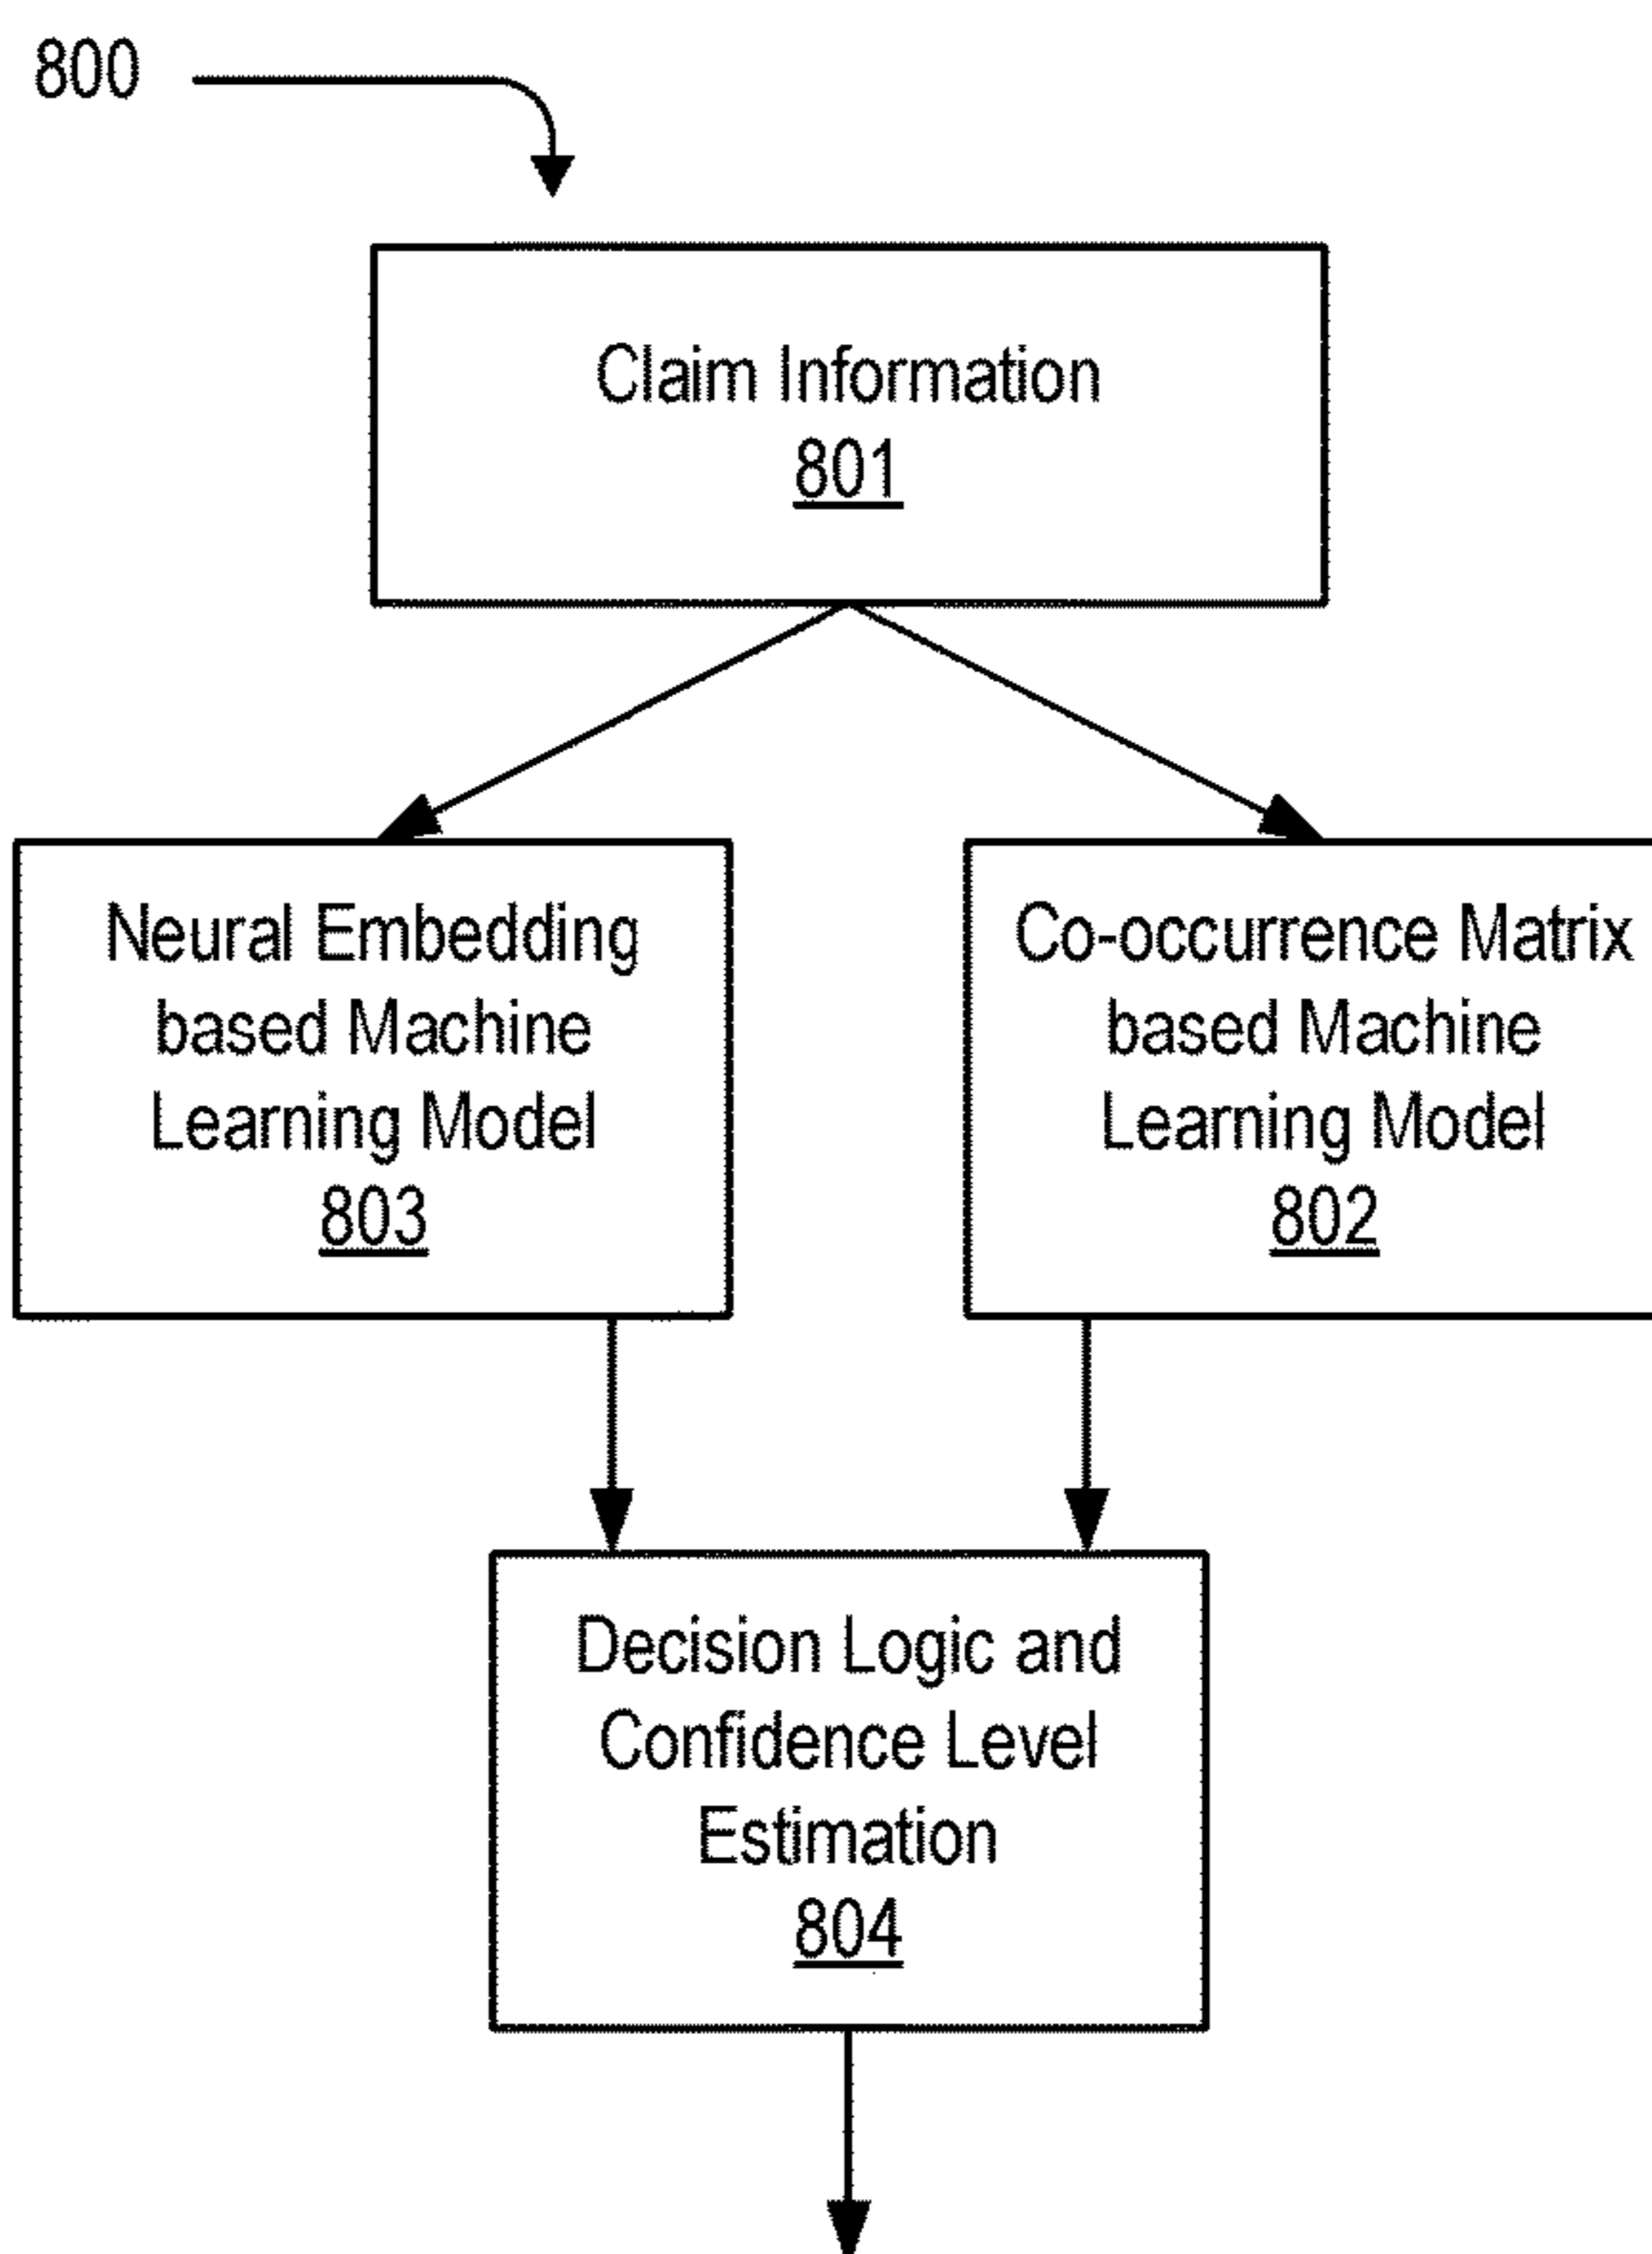 800
Claim Information
801
Neural Embedding
based Machine
Learning Model
803
Co-occurrence Matrix
based Machine
Learning Model
802
Decision Logic and
Confidence Level
Estimation
804